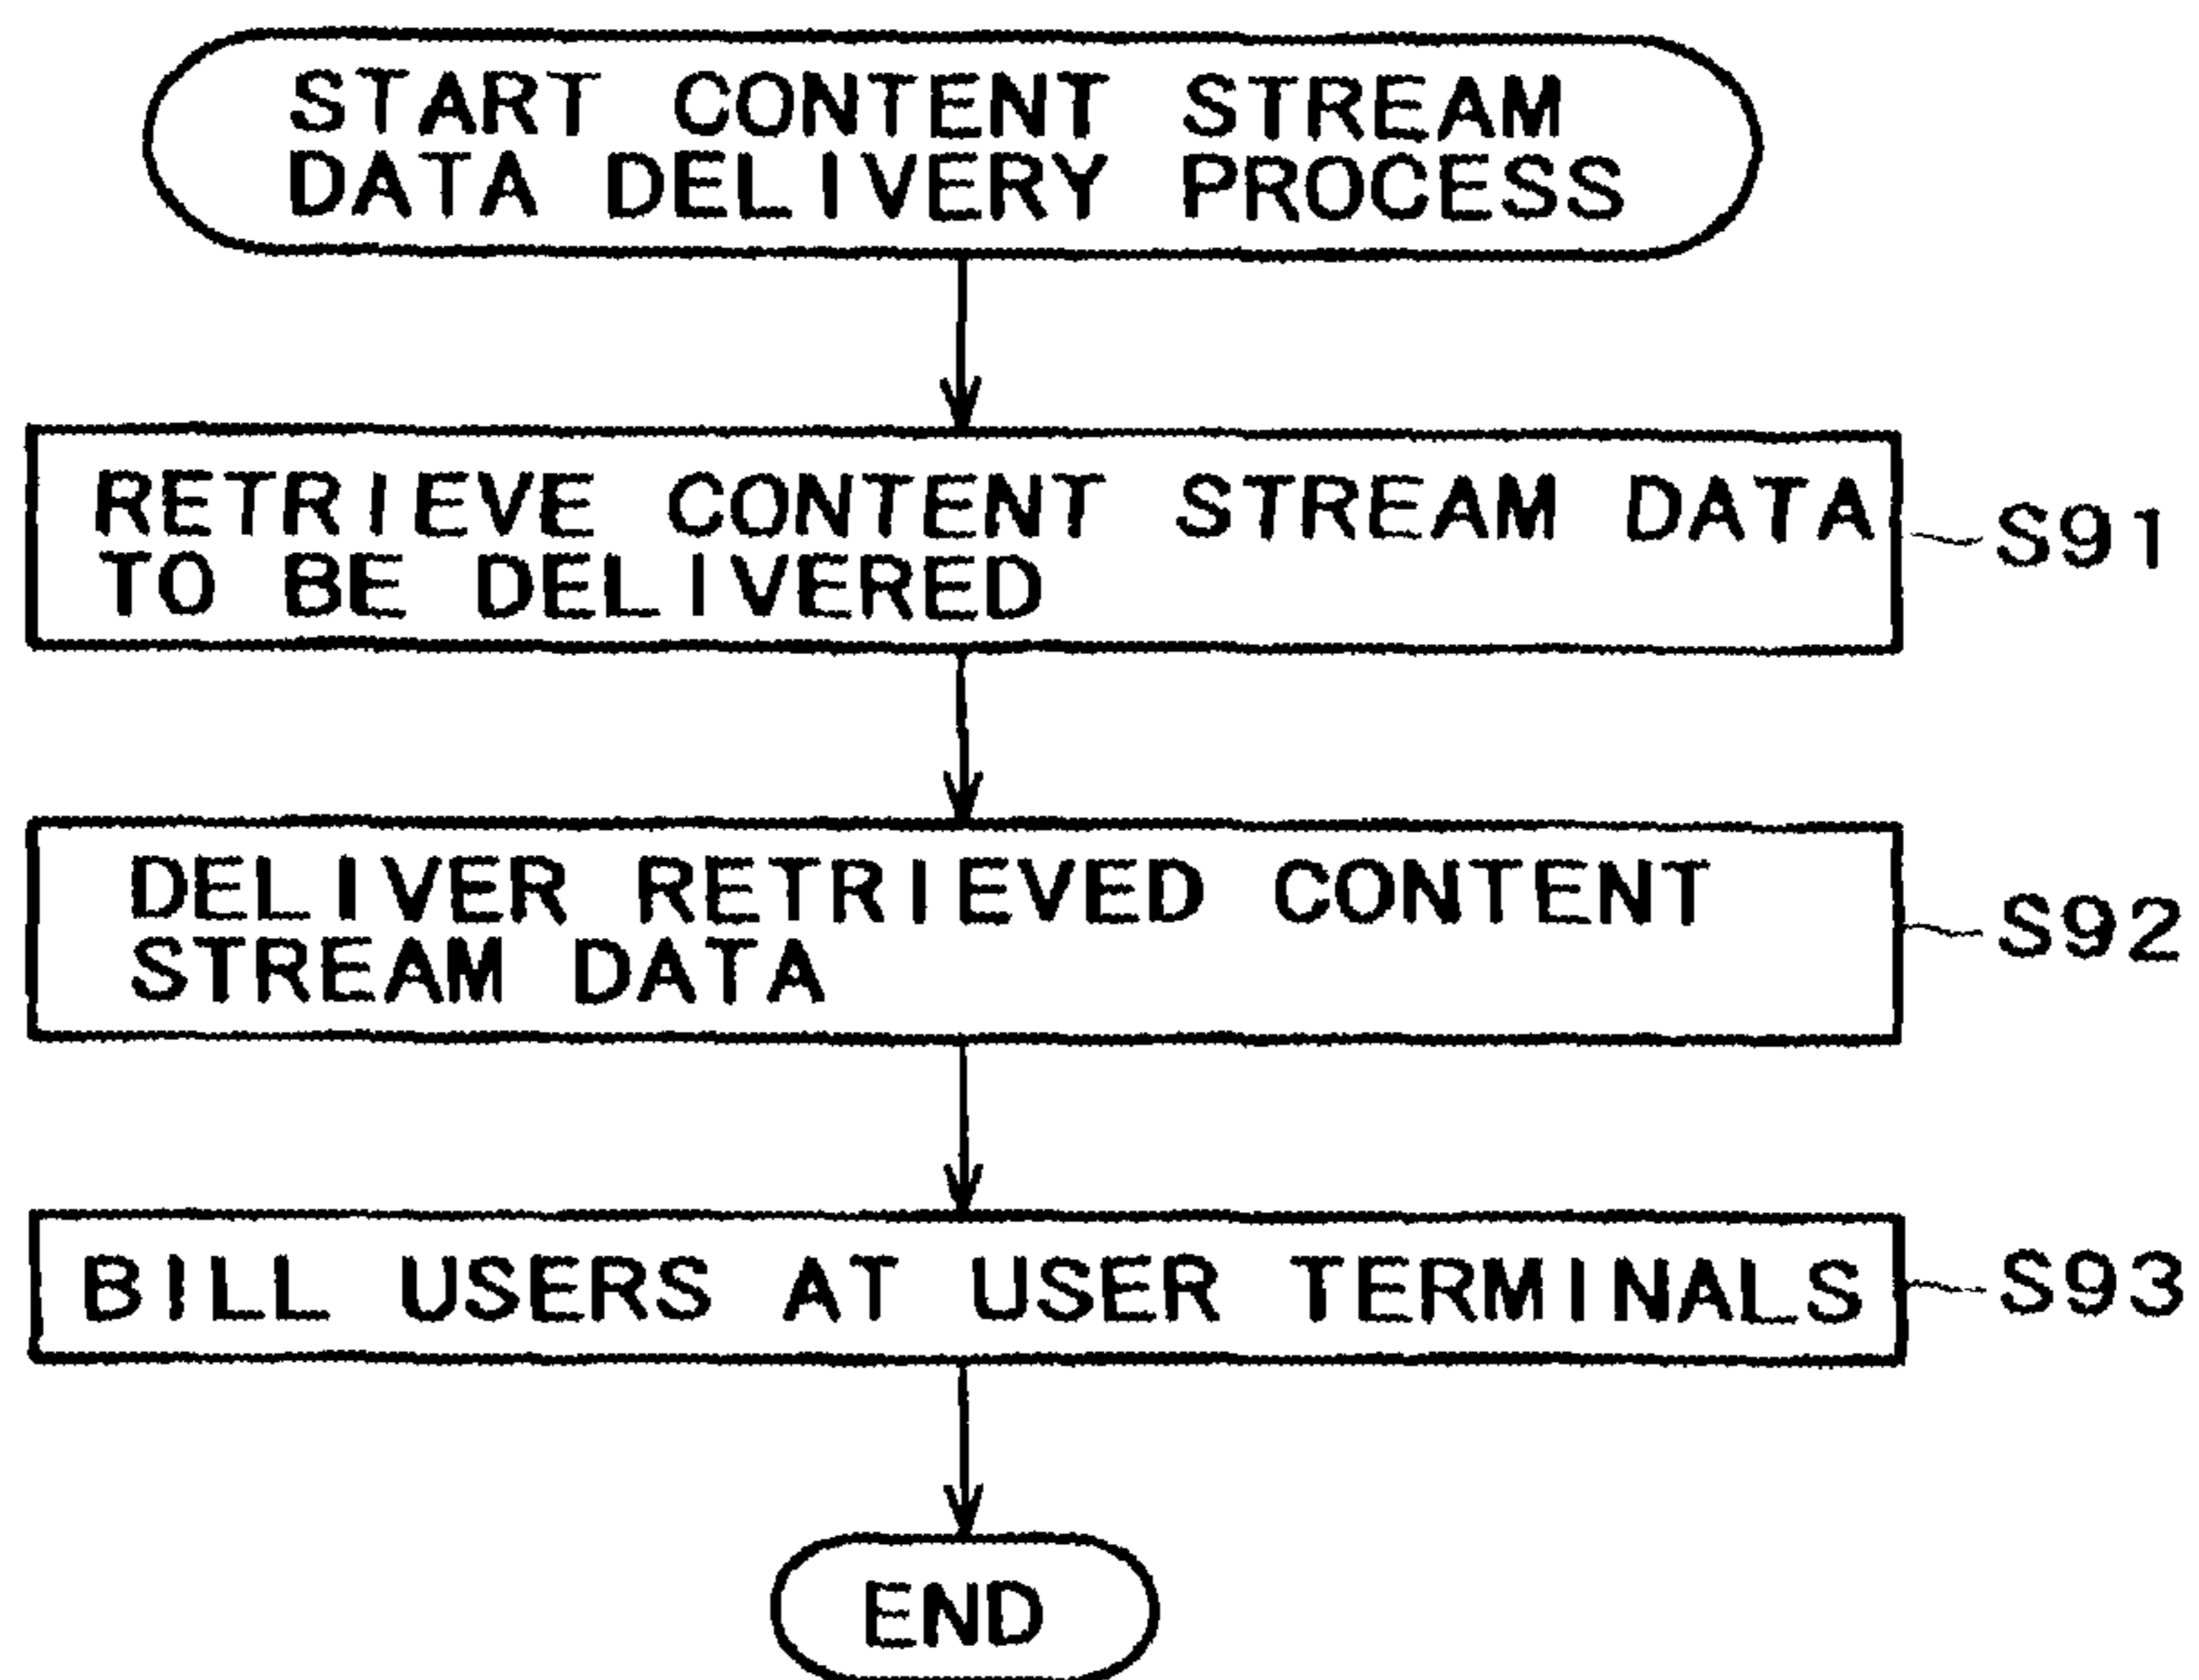 START CONTENT STREAM
DATA DELIVERY PROCESS
RETRIEVE CONTENT STREAM DATA
TO BE DELIVERED
S91
DELIVER RETRIEVED CONTENT
STREAM DATA
S92
BILL USERS AT USER TERMINALS
S93
END